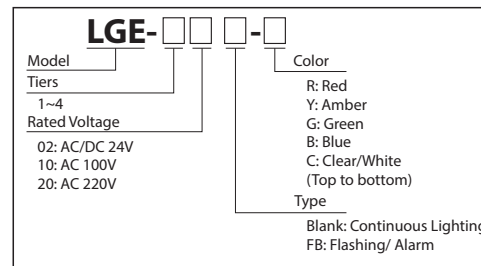 LGE-□□ □-□
Model
Tiers
1~4
Rated Voltage
02: AC/DC 24V
10: AC 100V
20: AC 220V
Color
R: Red
Y: Amber
G: Green
B: Blue
C: Clear/White
(Top to bottom)
Type
Blank: Continuous Lighting
FB: Flashing/ Alarm